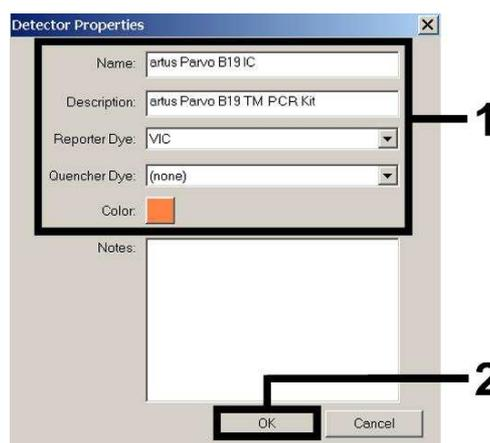 Detector Properties
Name: artus Parvo B19 IC
Description: artus Parvo B19 TM PCR Kit
Reporter Dye: VIC
Quencher Dye: (none)
Color:
1
Notes:
2
OK Cancel